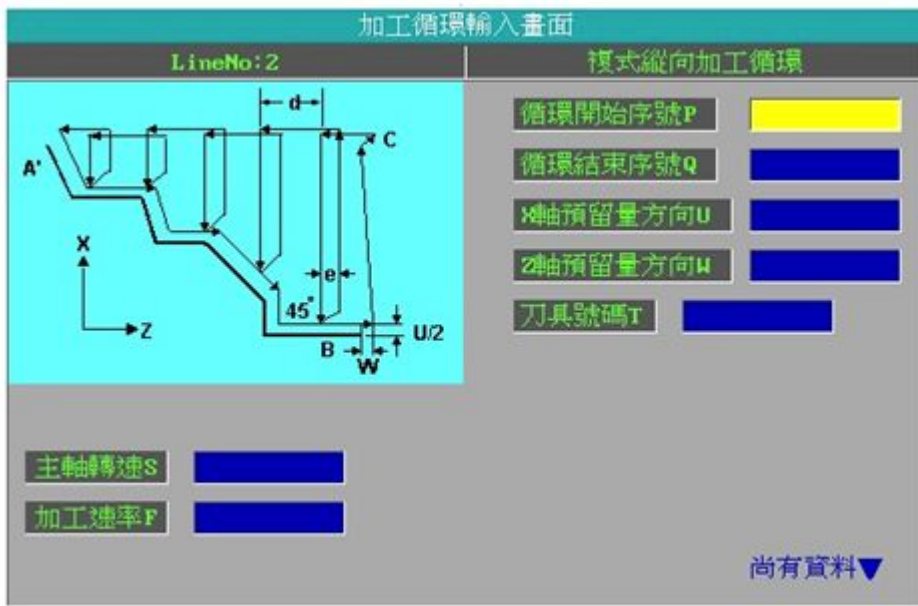 加工循環輸入畫面
LineNo:2
複式縱向加工循環
d
C
A'
X
e
45°
Z
B
W
U/2
循環開始序號P
循環結束序號Q
X軸預留量方向U
Z軸預留量方向W
刀具號碼T
主軸轉速S
加工速率F
尚有資料▼